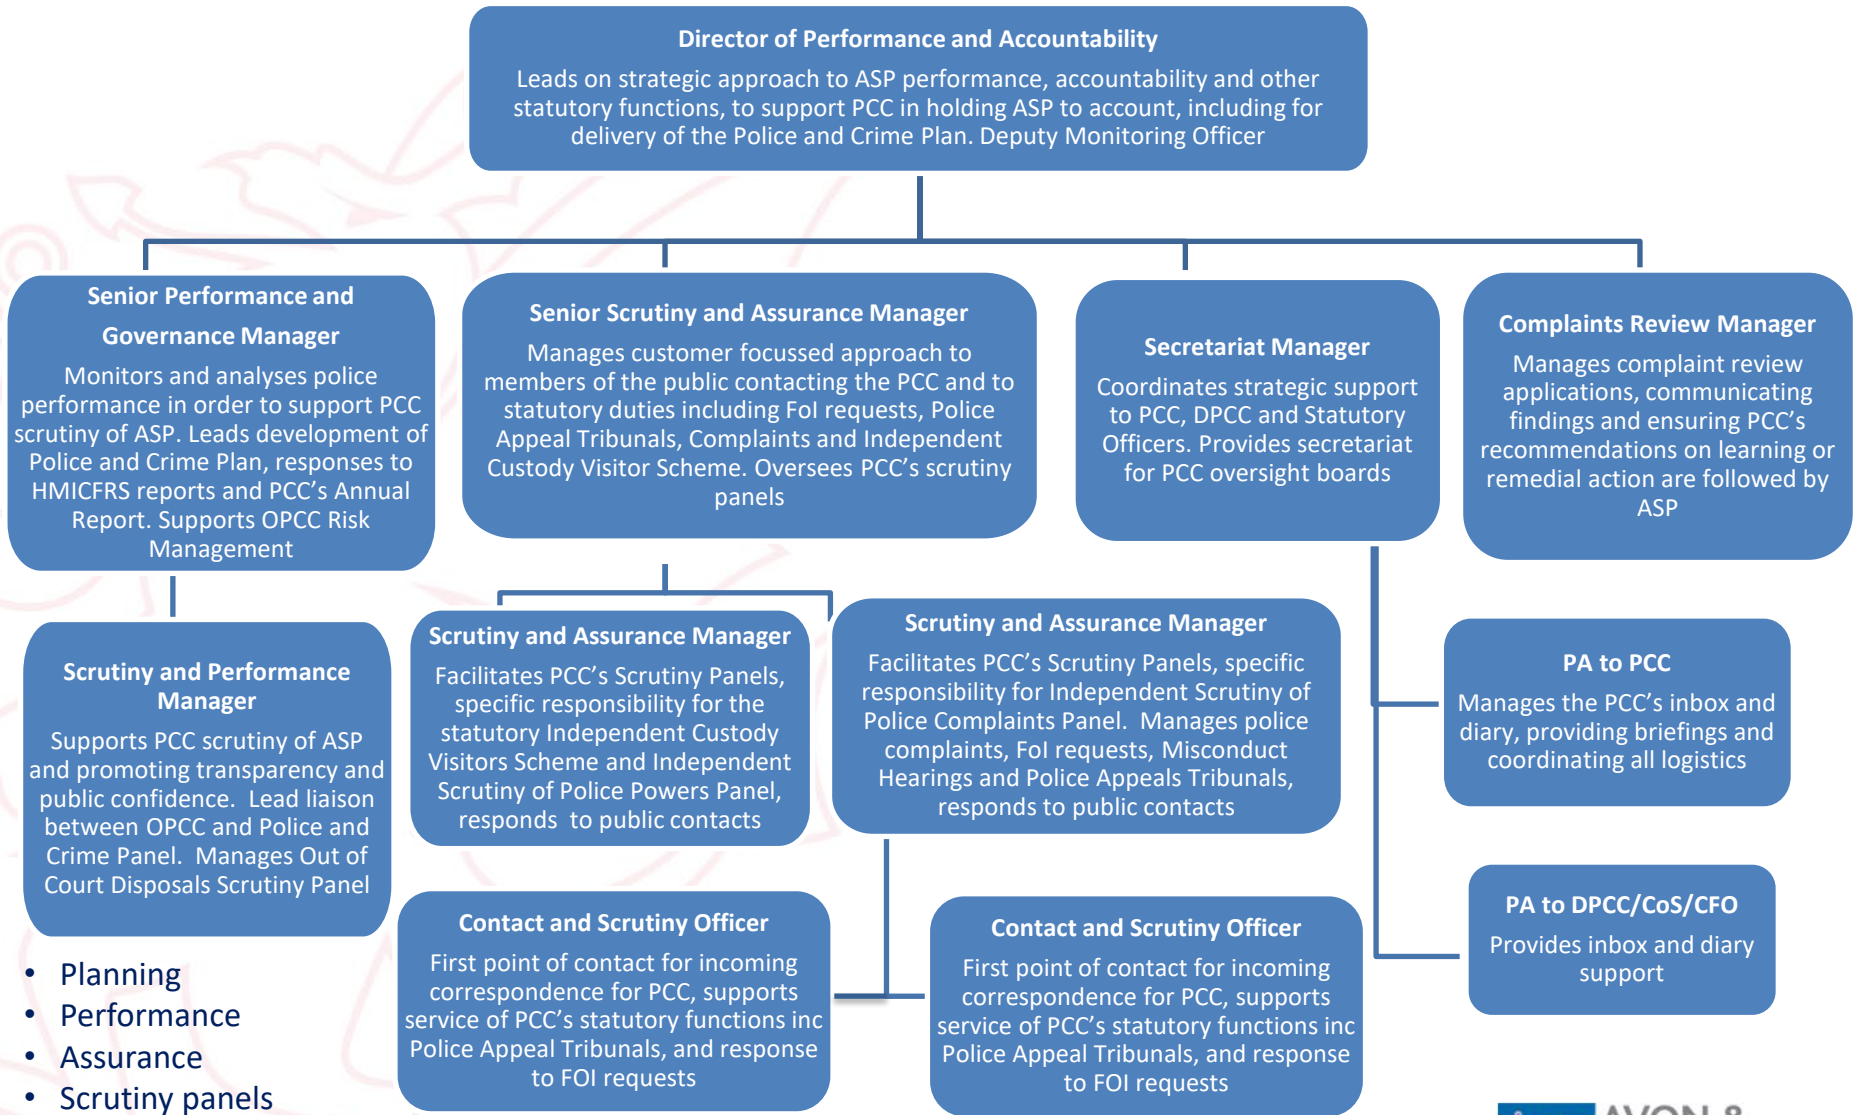 Director of Performance and Accountability
Leads on strategic approach to ASP performance, accountability and other
statutory functions, to support PCC in holding ASP to account, including for
delivery of the Police and Crime Plan. Deputy Monitoring Officer
Senior Performance and
Governance Manager
Monitors and analyses police
performance in order to support PCC
scrutiny of ASP. Leads development of
Police and Crime Plan, responses to
HMICFRS reports and PCC's Annual
Report. Supports OPCC Risk
Management
Senior Scrutiny and Assurance Manager
Manages customer focussed approach to
members of the public contacting the PCC and to
statutory duties including FoI requests, Police
Appeal Tribunals, Complaints and Independent
Custody Visitor Scheme. Oversees PCC's scrutiny
panels
Secretariat Manager
Coordinates strategic support
to PCC, DPCC and Statutory
Officers. Provides secretariat
for PCC oversight boards
Complaints Review Manager
Manages complaint review
applications, communicating
findings and ensuring PCC's
recommendations on learning or
remedial action are followed by
ASP
Scrutiny and Performance
Manager
Supports PCC scrutiny of ASP
and promoting transparency and
public confidence.  Lead liaison
between OPCC and Police and
Crime Panel.  Manages Out of
Court Disposals Scrutiny Panel
Scrutiny and Assurance Manager
Facilitates PCC's Scrutiny Panels,
specific responsibility for the
statutory Independent Custody
Visitors Scheme and Independent
Scrutiny of Police Powers Panel,
responds  to public contacts
Scrutiny and Assurance Manager
Facilitates PCC's Scrutiny Panels, specific
responsibility for Independent Scrutiny of
Police Complaints Panel.  Manages police
complaints, FoI requests, Misconduct
Hearings and Police Appeals Tribunals,
responds to public contacts
PA to PCC
Manages the PCC's inbox and
diary, providing briefings and
coordinating all logistics
Contact and Scrutiny Officer
First point of contact for incoming
correspondence for PCC, supports
service of PCC's statutory functions inc
Police Appeal Tribunals, and response
to FOI requests
Contact and Scrutiny Officer
First point of contact for incoming
correspondence for PCC, supports
service of PCC's statutory functions inc
Police Appeal Tribunals, and response
to FOI requests
PA to DPCC/CoS/CFO
Provides inbox and diary
support
• Planning
• Performance
• Assurance
• Scrutiny panels
AVON &